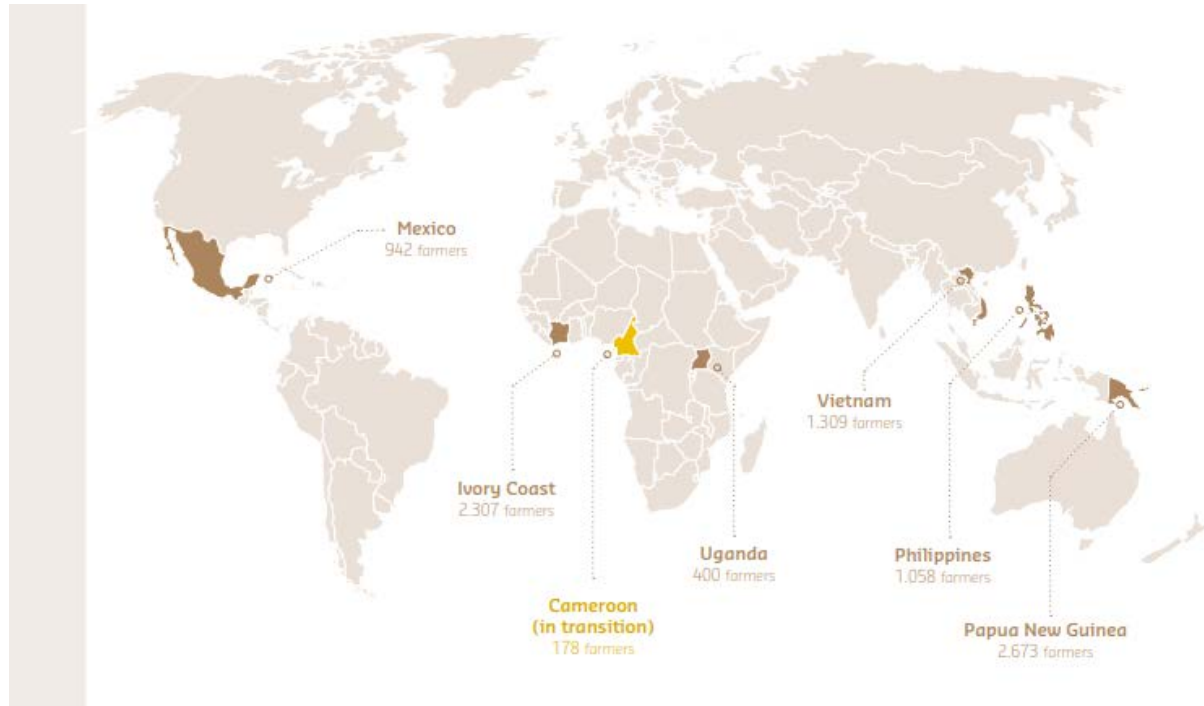 Mexico
942 farmers
Ivory Coast
2.307 farmers
Cameroon
(in transition)
178 farmers
Uganda
400 farmers
Vietnam
1.309 farmers
Philippines
1.058 farmers
Papua New Guinea
2.673 farmers